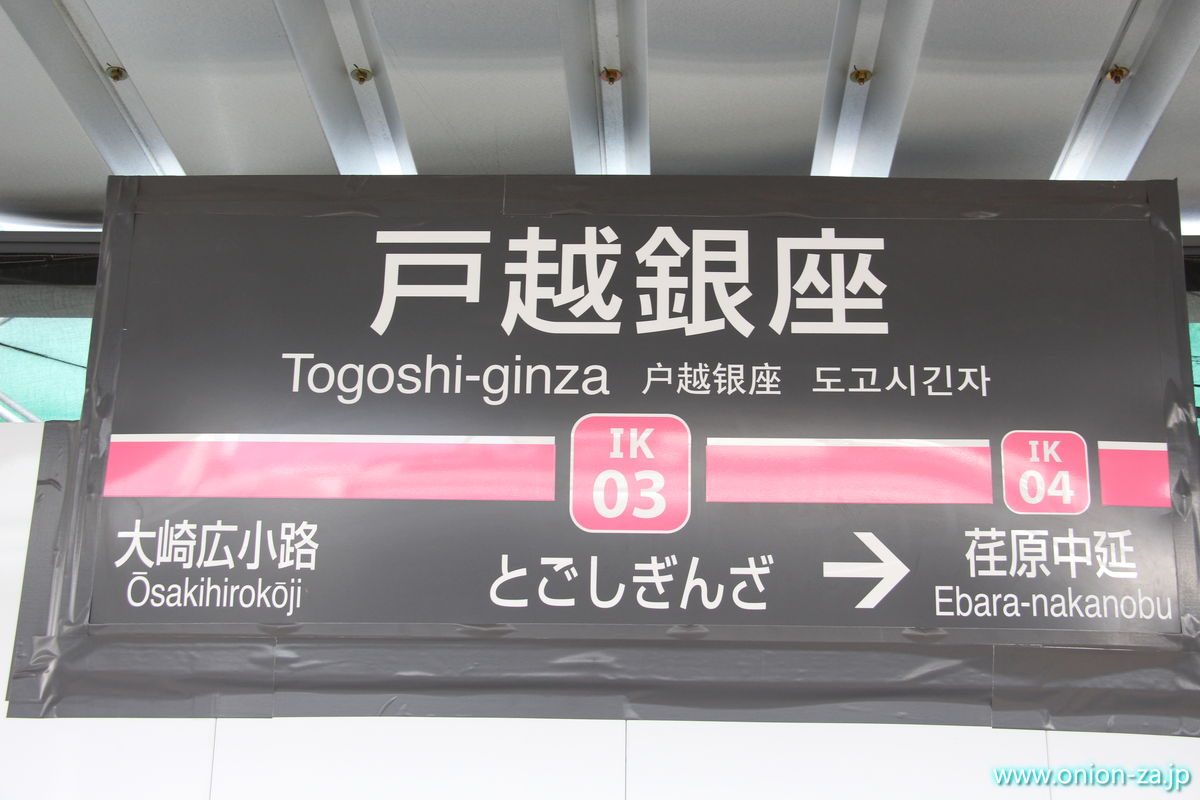 戸越銀座
Togoshi-ginza 户越银座 도고시긴자
IK
03
IK
04
大崎広小路
Ōsakihirokōji
とごしぎんざ →
荏原中延
Ebara-nakanobu
www.onion-za.jp